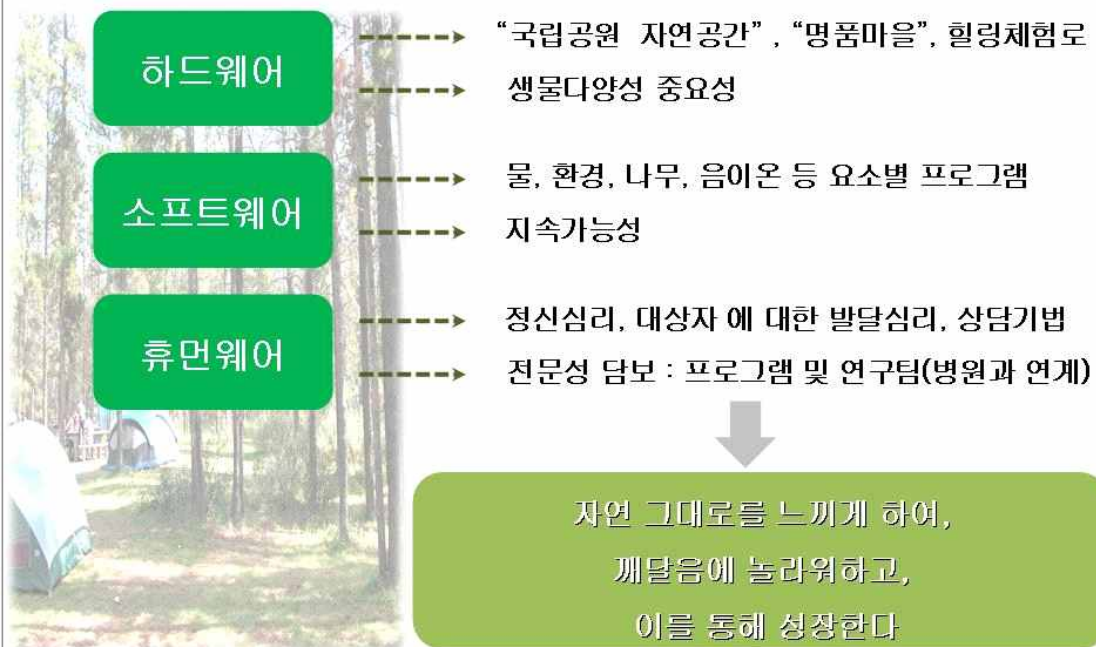 하드웨어
“국립공원 자연공간”, “명품마을”, 힐링체험로
생물다양성 중요성
소프트웨어
물, 환경, 나무, 음이온 등 요소별 프로그램
지속가능성
휴먼웨어
정신심리, 대상자 에 대한 발달심리, 상담기법
전문성 담보 : 프로그램 및 연구팀(병원과 연계)
자연 그대로를 느끼게 하여,
깨달음에 놀라워하고,
이를 통해 성장한다